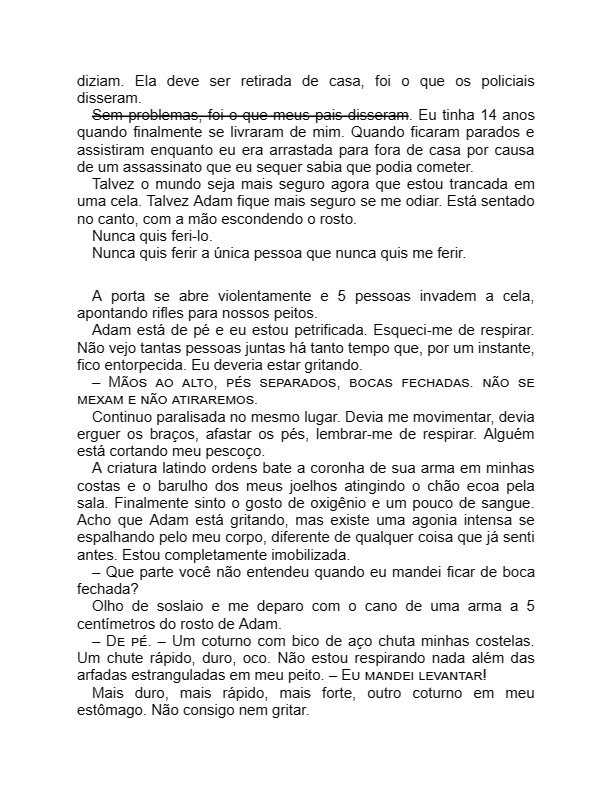 diziam. Ela deve ser retirada de casa, foi o que os policiais
disseram.
Sem problemas, foi o que meus pais disseram. Eu tinha 14 anos
quando finalmente se livraram de mim. Quando ficaram parados e
assistiram enquanto eu era arrastada para fora de casa por causa
de um assassinato que eu sequer sabia que podia cometer.
Talvez o mundo seja mais seguro agora que estou trancada em
uma cela. Talvez Adam fique mais seguro se me odiar. Está sentado
no canto, com a mão escondendo o rosto.
Nunca quis feri-lo.
Nunca quis ferir a única pessoa que nunca quis me ferir.
A porta se abre violentamente e 5 pessoas invadem a cela,
apontando rifles para nossos peitos.
Adam está de pé e eu estou petrificada. Esqueci-me de respirar.
Não vejo tantas pessoas juntas há tanto tempo que, por um instante,
fico entorpecida. Eu deveria estar gritando.
– MÃOS AO ALTO, PÉS SEPARADOS, BOCAS FECHADAS. NÃO SE
MEXAM E NÃO ATIRAREMOS.
Continuo paralisada no mesmo lugar. Devia me movimentar, devia
erguer os braços, afastar os pés, lembrar-me de respirar. Alguém
está cortando meu pescoço.
A criatura latindo ordens bate a coronha de sua arma em minhas
costas e o barulho dos meus joelhos atingindo o chão ecoa pela
sala. Finalmente sinto o gosto de oxigênio e um pouco de sangue.
Acho que Adam está gritando, mas existe uma agonia intensa se
espalhando pelo meu corpo, diferente de qualquer coisa que já senti
antes. Estou completamente imobilizada.
– Que parte você não entendeu quando eu mandei ficar de boca
fechada?
Olho de soslaio e me deparo com o cano de uma arma a 5
centímetros do rosto de Adam.
– DE PÉ. – Um coturno com bico de aço chuta minhas costelas.
Um chute rápido, duro, oco. Não estou respirando nada além das
arfadas estranguladas em meu peito. – EU MANDEI LEVANTAR!
Mais duro, mais rápido, mais forte, outro coturno em meu
estômago. Não consigo nem gritar.